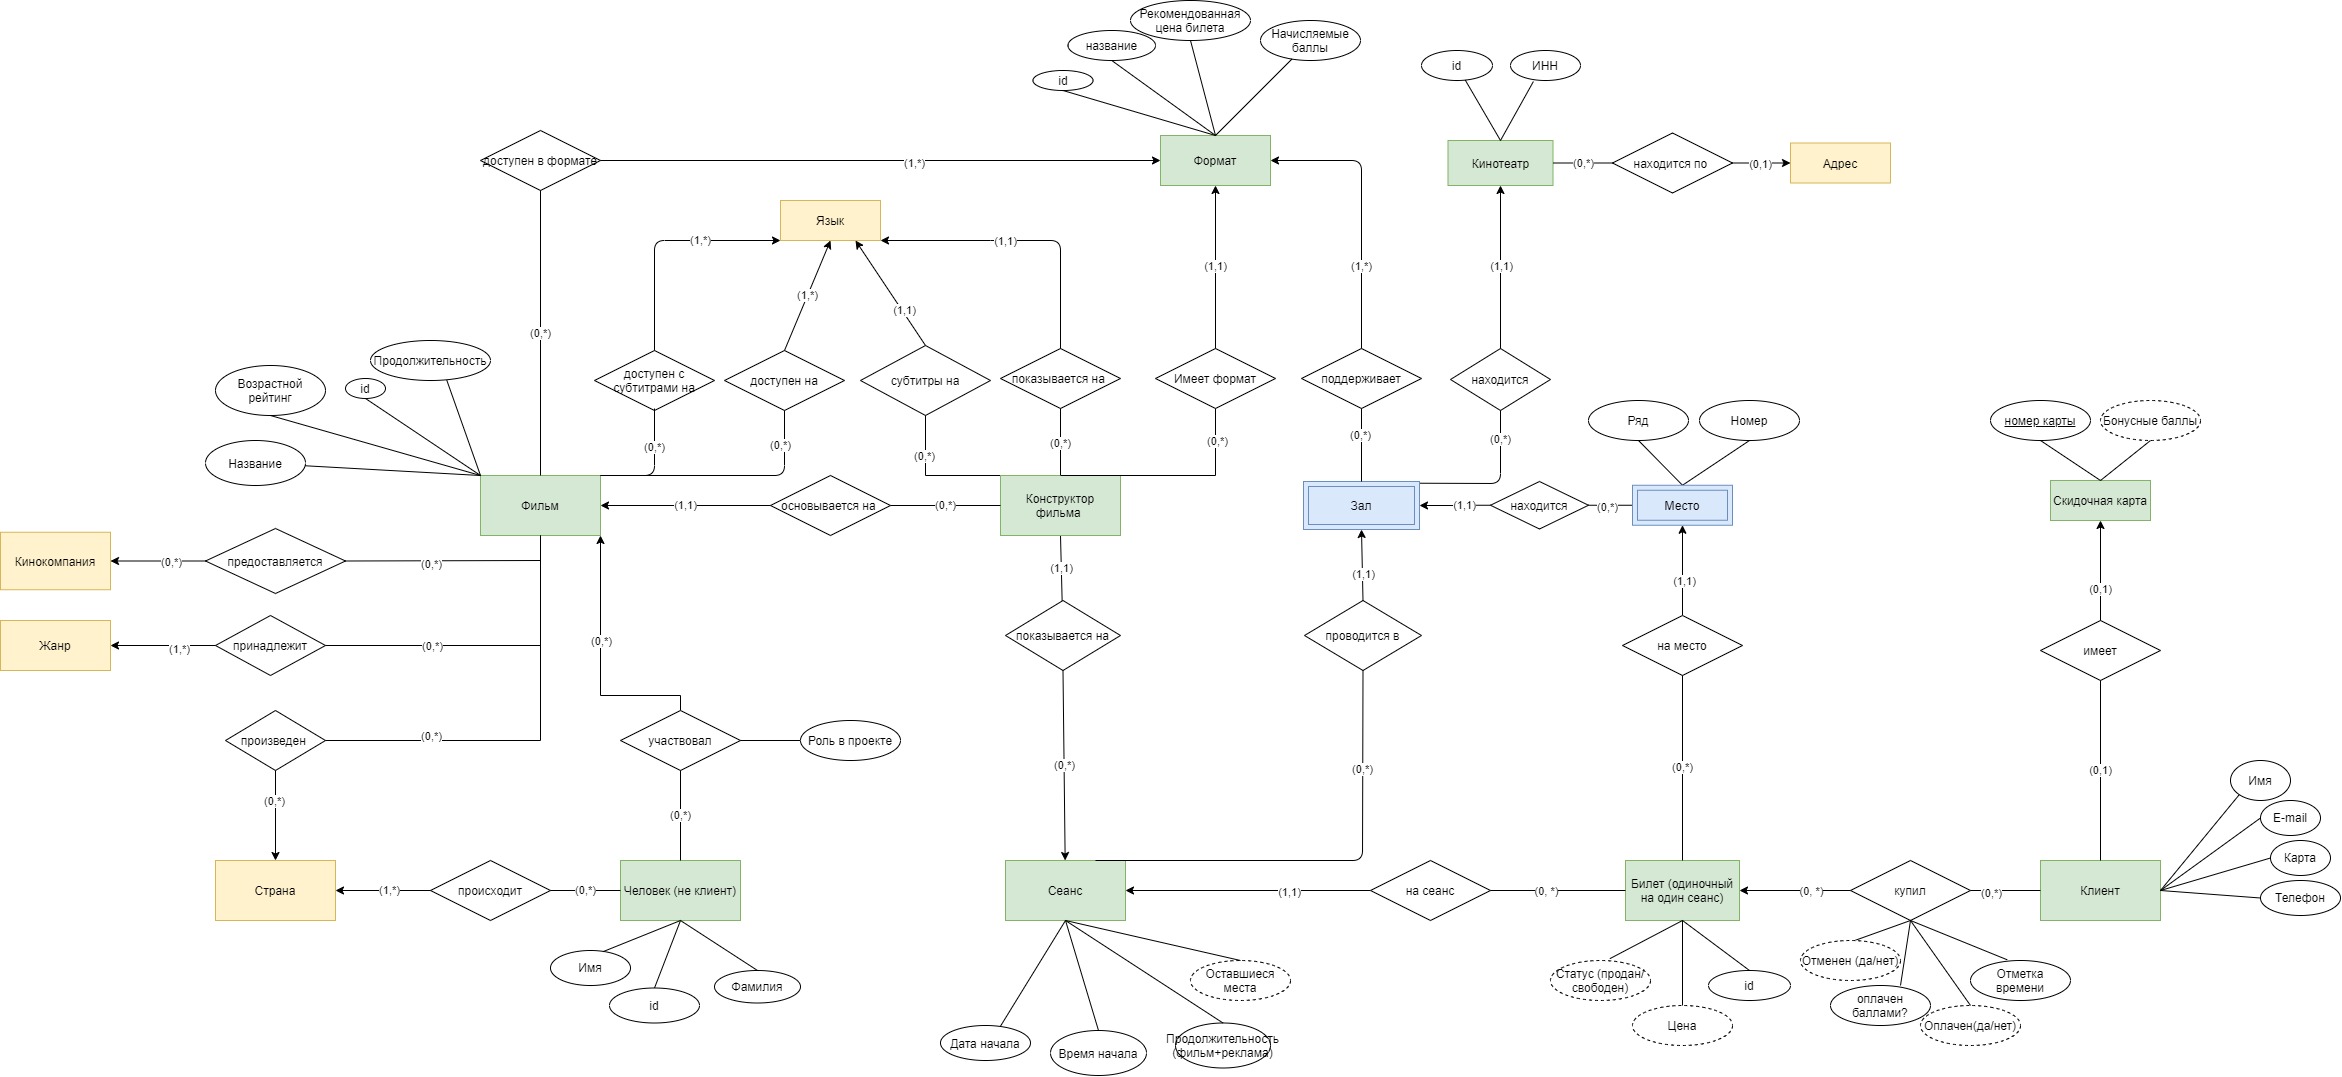 Рекомендованная
цена билета
название
Начисляемые
баллы
id
id
ИНН
доступен в формате
(1,*)
Формат
Кинотеатр
(0,*)
находится по
(0,1)
Адрес
Язык
(1,*)
(1,1)
(1,*)
(1,1)
(1,1)
(1,*)
(1,1)
(0,*)
Продолжительность
Возрастной
рейтинг
id
доступен с
субтитрами на
доступен на
субтитры на
показывается на
Имеет формат
поддерживает
находится
Название
(0,*)
(0,*)
(0,*)
(0,*)
(0,*)
(0,*)
(0,*)
Ряд
Номер
номер карты
Бонусные баллы
Фильм
(1,1)
основывается на
(0,*)
Конструктор
фильма
Зал
(1,1)
находится
(0,*)
Место
Скидочная карта
Кинокомпания
(0,*)
предоставляется
(0,*)
(1,1)
(1,1)
(1,1)
(0,1)
Жанр
(1,*)
принадлежит
(0,*)
(0,*)
показывается на
проводится в
на место
имеет
произведен
(0,*)
участвовал
Роль в проекте
(0,*)
(0,*)
(0,*)
(0,1)
(0,*)
(0,*)
Имя
E-mail
Карта
Телефон
Страна
(1,*)
происходит
(0,*)
Человек (не клиент)
Сеанс
(1,1)
на сеанс
(0, *)
Билет (одиночный
на один сеанс)
(0, *)
купил
(0,*)
Клиент
Имя
id
Фамилия
Оставшиеся
места
Дата начала
Время начала
Продолжительность
(фильм+реклама)
Статус (продан/
свободен)
id
Цена
Отменен (да/нет)
оплачен
баллами?
Оплачен(да/нет)
Отметка
времени